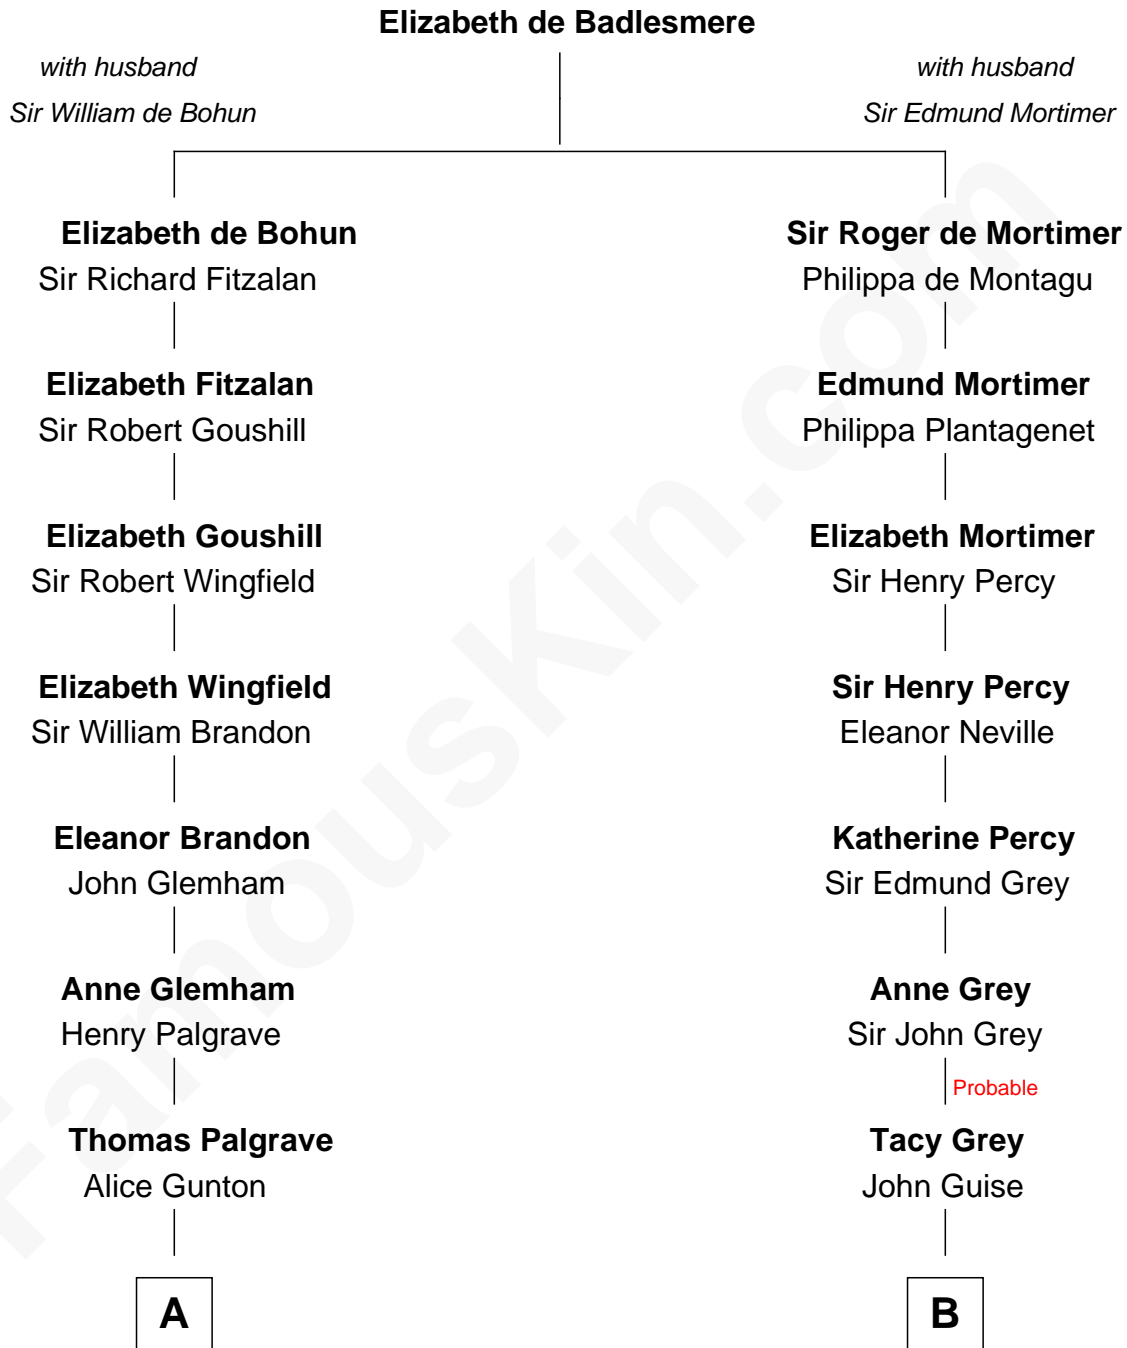 Elizabeth de Badlesmere
with husband
Sir William de Bohun
with husband
Sir Edmund Mortimer
Elizabeth de Bohun
Sir Richard Fitzalan
Sir Roger de Mortimer
Philippa de Montagu
Elizabeth Fitzalan
Sir Robert Goushill
Edmund Mortimer
Philippa Plantagenet
Elizabeth Goushill
Sir Robert Wingfield
Elizabeth Mortimer
Sir Henry Percy
Elizabeth Wingfield
Sir William Brandon
Sir Henry Percy
Eleanor Neville
Eleanor Brandon
John Glemham
Katherine Percy
Sir Edmund Grey
Anne Glemham
Henry Palgrave
Anne Grey
Sir John Grey
Probable
Thomas Palgrave
Alice Gunton
Tacy Grey
John Guise
A
B
FamousKin.com